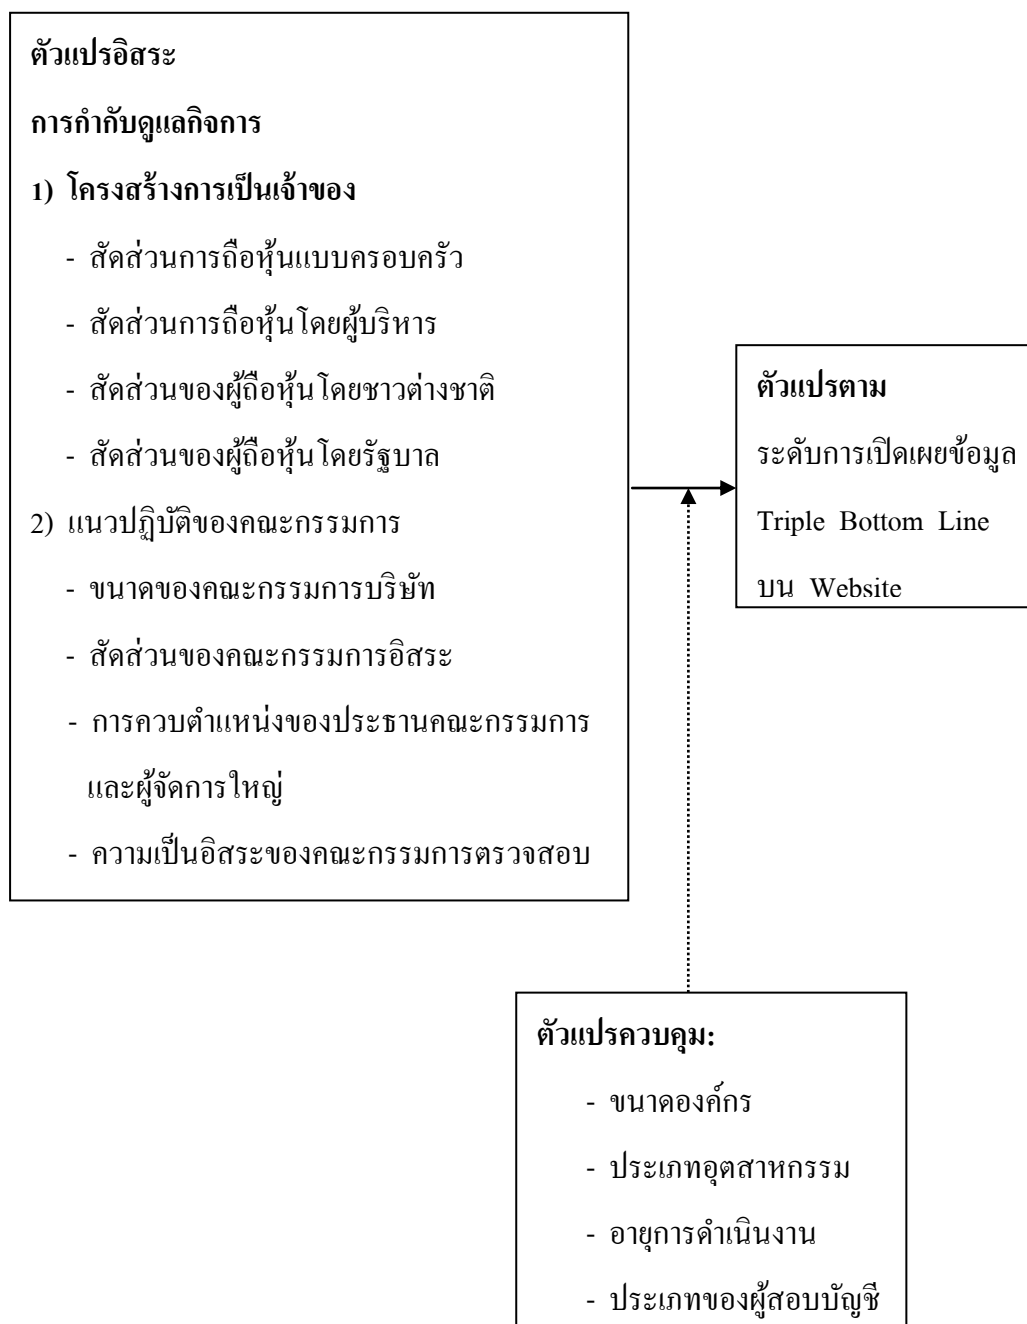 ตัวแปรอิสระ
การกำกับดูแลกิจการ
1) โครงสร้างการเป็นเจ้าของ
- สัดส่วนการถือหุ้นแบบครอบครัว
- สัดส่วนการถือหุ้นโดยผู้บริหาร
- สัดส่วนของผู้ถือหุ้นโดยชาวต่างชาติ
- สัดส่วนของผู้ถือหุ้นโดยรัฐบาล
2) แนวปฏิบัติของคณะกรรมการ
- ขนาดของคณะกรรมการบริษัท
- สัดส่วนของคณะกรรมการอิสระ
- การควบตำแหน่งของประธานคณะกรรมการ
และผู้จัดการใหญ่
- ความเป็นอิสระของคณะกรรมการตรวจสอบ
ตัวแปรตาม
ระดับการเปิดเผยข้อมูล
Triple Bottom Line
บน Website
ตัวแปรควบคุม:
- ขนาดองค์กร
- ประเภทอุตสาหกรรม
- อายุการดำเนินงาน
- ประเภทของผู้สอบบัญชี